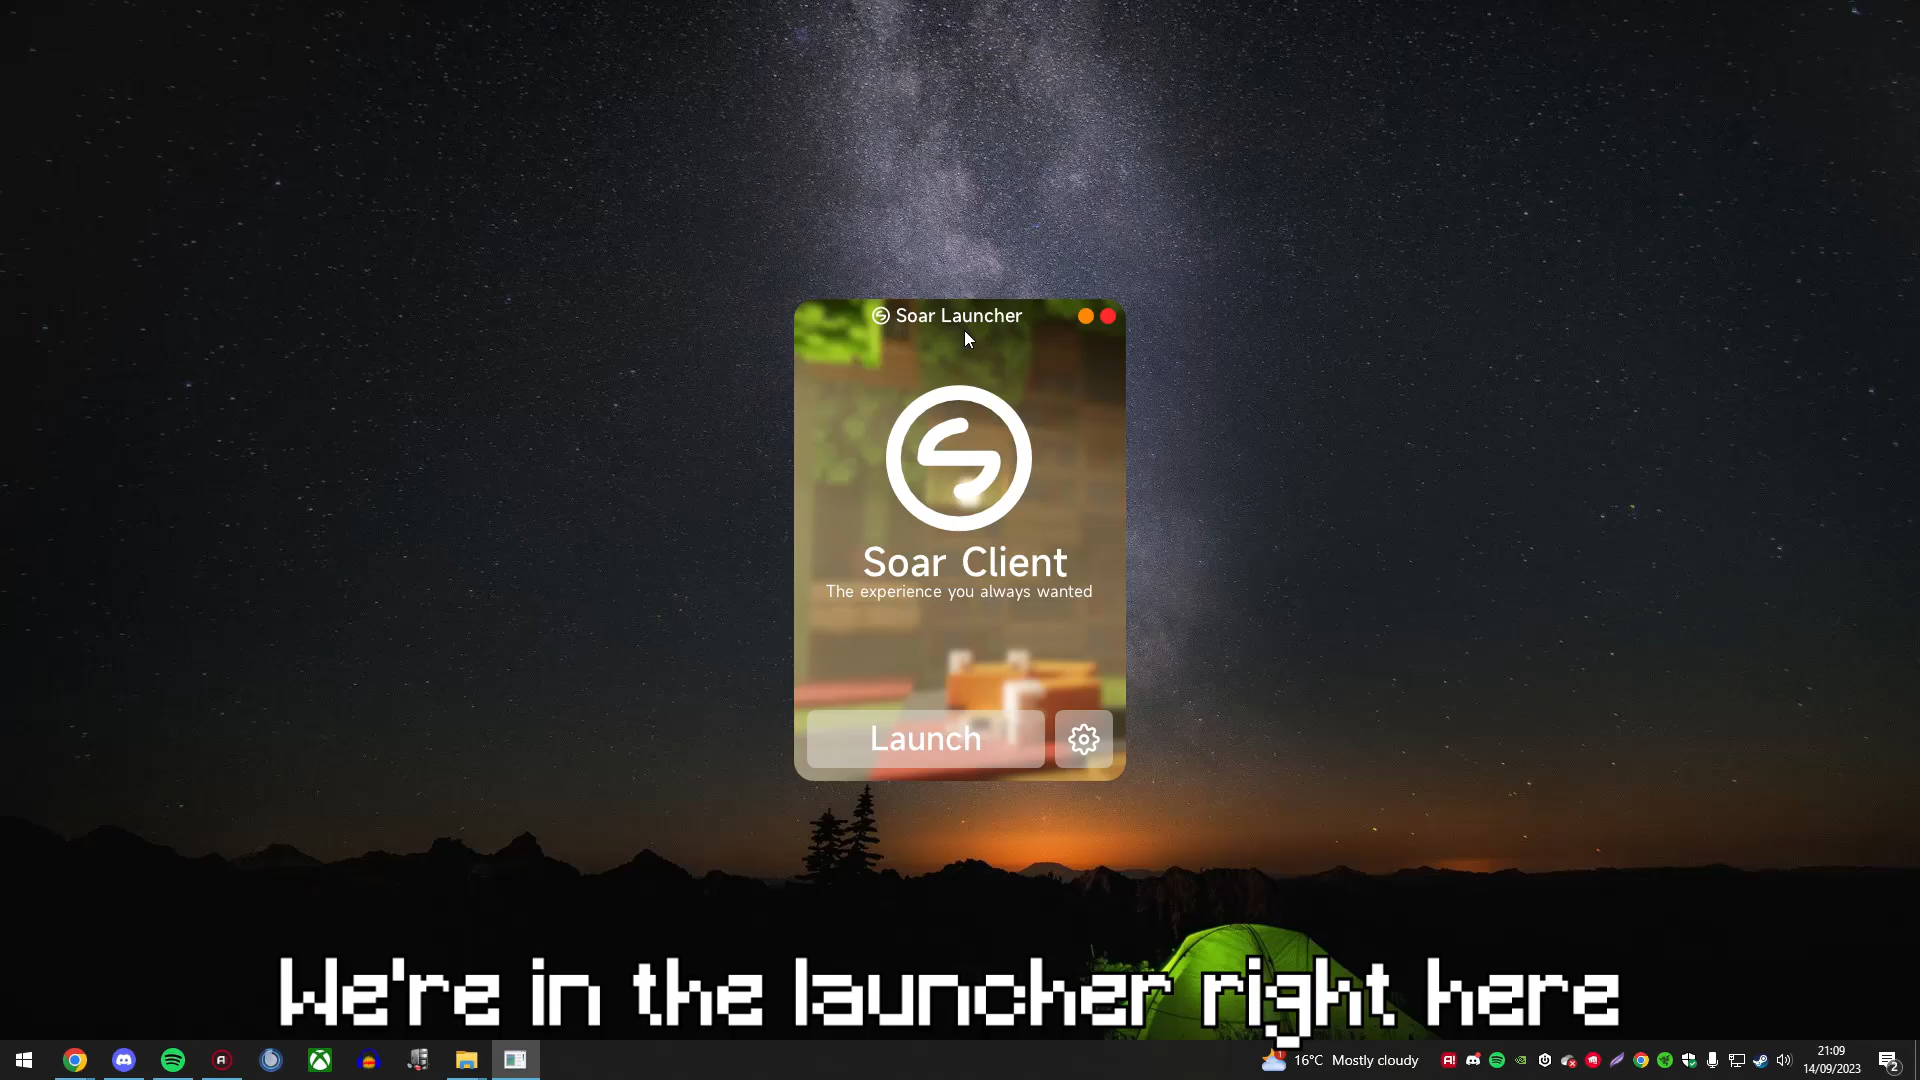 Soar Launcher
Soar Client
The experience you always wanted
Launch
We're in the launcher right here
16°C Mostly cloudy
21:09
14/09/2023
2